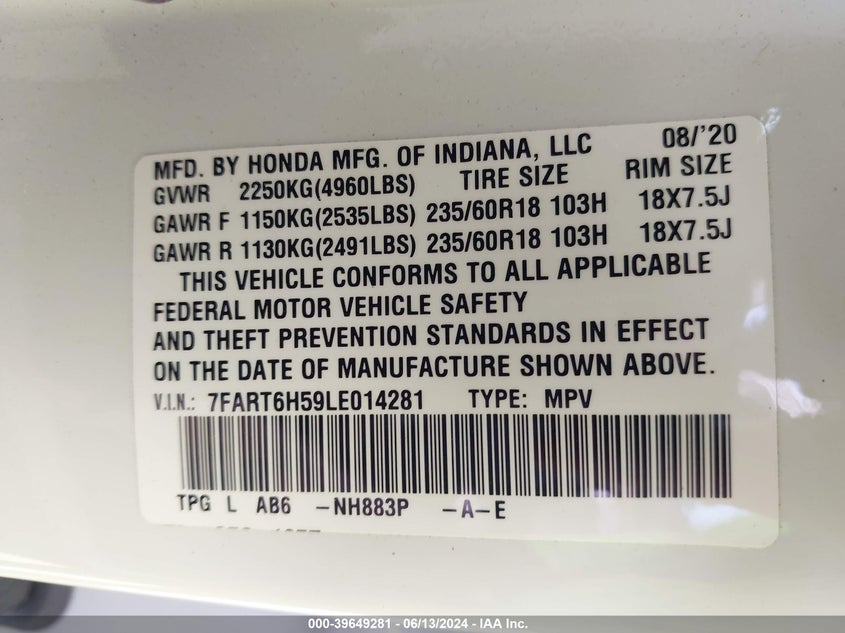 MFD. BY HONDA MFG. OF INDIANA, LLC 08/'20
GVWR 2250KG(4960LBS) TIRE SIZE RIM SIZE
GAWR F 1150KG(2535LBS) 235/60R18 103H 18X7.5J
GAWR R 1130KG(2491LBS) 235/60R18 103H 18X7.5J
THIS VEHICLE CONFORMS TO ALL APPLICABLE
FEDERAL MOTOR VEHICLE SAFETY
AND THEFT PREVENTION STANDARDS IN EFFECT
ON THE DATE OF MANUFACTURE SHOWN ABOVE.
V.I.N.: 7FART6H59LE014281 TYPE: MPV
TPG L AB6 -NH883P -A-E
000-39649281 - 06/13/2024 - IAA Inc.